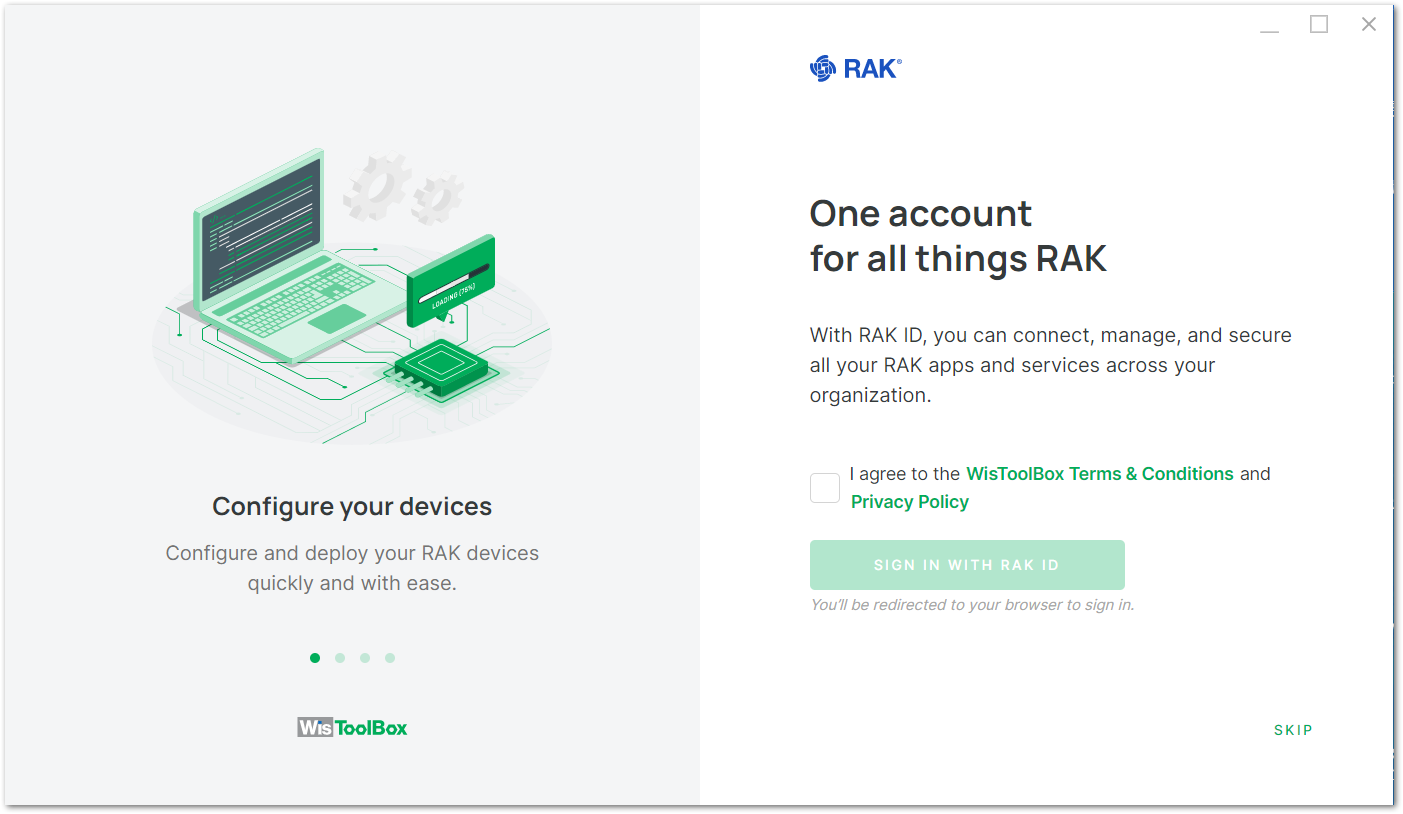 LOADING (75%)
Configure your devices
Configure and deploy your RAK devices
quickly and with ease.
WisToolBox
RAK®
One account
for all things RAK
With RAK ID, you can connect, manage, and secure
all your RAK apps and services across your
organization.
I agree to the WisToolBox Terms & Conditions and
Privacy Policy
SIGN IN WITH RAK ID
You'll be redirected to your browser to sign in.
SKIP